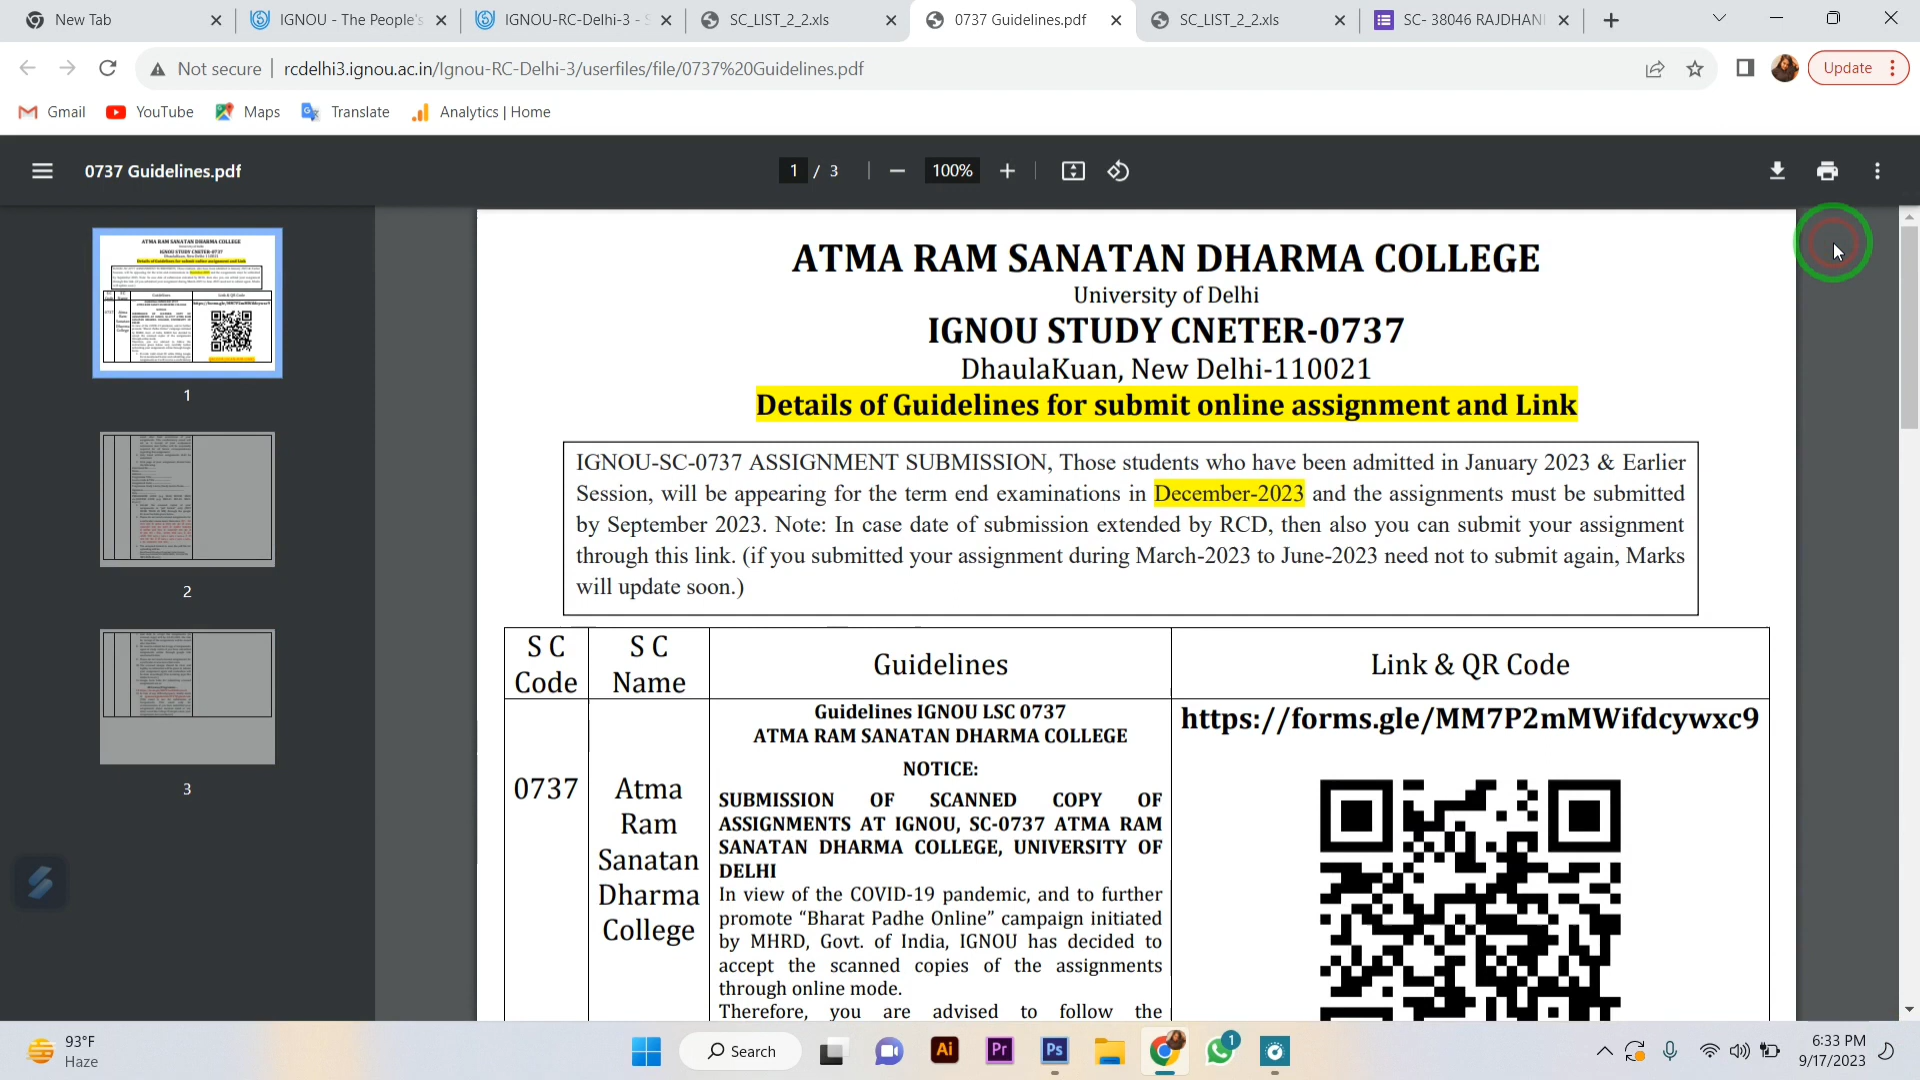 New Tab
IGNOU - The People's
IGNOU-RC-Delhi-3 - S
SC_LIST_2_2.xls
0737 Guidelines.pdf
SC_LIST_2_2.xls
SC- 38046 RAJDHANI
Not secure
rcdelhi3.ignou.ac.in/Ignou-RC-Delhi-3/userfiles/file/0737%20Guidelines.pdf
Update
Gmail
YouTube
Maps
Translate
Analytics | Home
0737 Guidelines.pdf
1 / 3
100%
1
2
3
ATMA RAM SANATAN DHARMA COLLEGE
University of Delhi
IGNOU STUDY CNETER-0737
DhaulaKuan, New Delhi-110021
Details of Guidelines for submit online assignment and Link
IGNOU-SC-0737 ASSIGNMENT SUBMISSION, Those students who have been admitted in January 2023 & Earlier
Session, will be appearing for the term end examinations in December-2023 and the assignments must be submitted
by September 2023. Note: In case date of submission extended by RCD, then also you can submit your assignment
through this link. (if you submitted your assignment during March-2023 to June-2023 need not to submit again, Marks
will update soon.)
S C
Code
S C
Name
Guidelines
Link & QR Code
0737
Atma
Ram
Sanatan
Dharma
College
Guidelines IGNOU LSC 0737
ATMA RAM SANATAN DHARMA COLLEGE
NOTICE:
SUBMISSION OF SCANNED COPY OF
ASSIGNMENTS AT IGNOU, SC-0737 ATMA RAM
SANATAN DHARMA COLLEGE, UNIVERSITY OF
DELHI
In view of the COVID-19 pandemic, and to further
promote “Bharat Padhe Online” campaign initiated
by MHRD, Govt. of India, IGNOU has decided to
accept the scanned copies of the assignments
through online mode.
Therefore, you are advised to follow the
https://forms.gle/MM7P2mMWifdcywxc9
93°F
Haze
Search
Ai
Pr
Ps
1
6:33 PM
9/17/2023